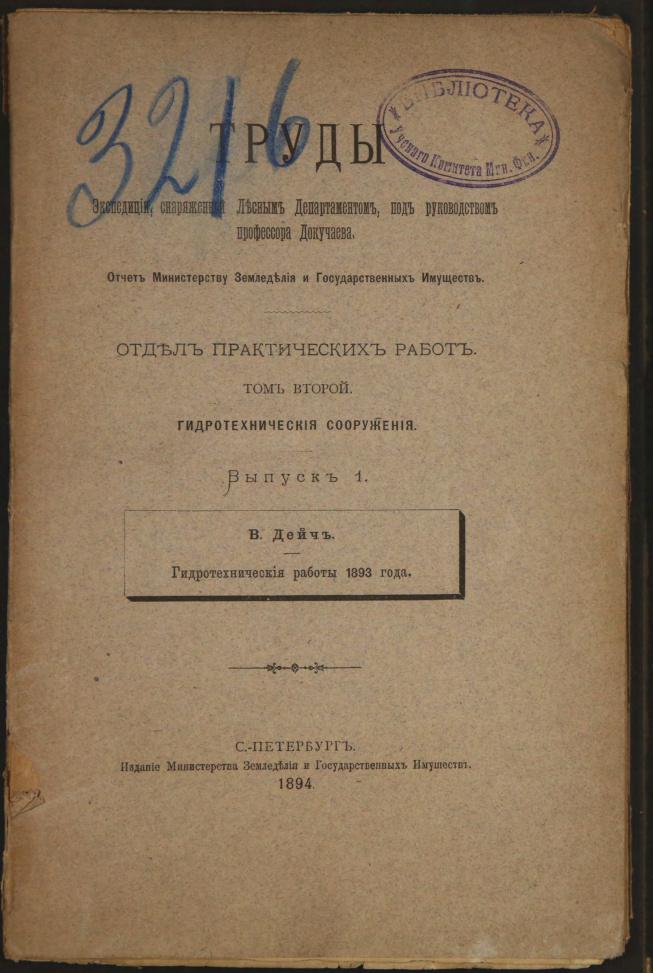 3216
БИБЛІОТЕКА
Ученаго Комитета Мин. Фин.
ТРУДЫ
Экспедиціи, снаряженной Лѣснымъ Департаментомъ, подъ руководствомъ
профессора Докучаева.
Отчетъ Министерству Земледѣлія и Государственныхъ Имуществъ.
ОТДѢЛЪ ПРАКТИЧЕСКИХЪ РАБОТЪ.
ТОМЪ ВТОРОЙ.
ГИДРОТЕХНИЧЕСКІЯ СООРУЖЕНІЯ.
Выпускъ 1.
В. Дейчъ.
Гидротехническія работы 1893 года.
С.-ПЕТЕРБУРГЪ.
Изданіе Министерства Земледѣлія и Государственныхъ Имуществъ.
1894.